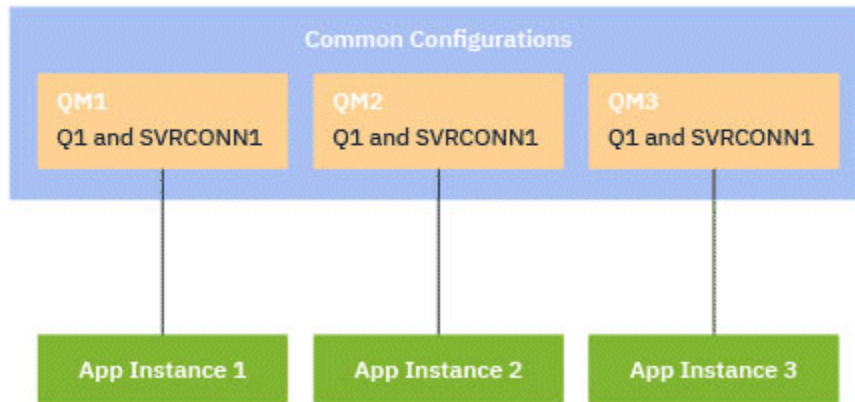 Common Configurations
QM1
Q1 and SVRCONN1
QM2
Q1 and SVRCONN1
QM3
Q1 and SVRCONN1
App Instance 1
App Instance 2
App Instance 3